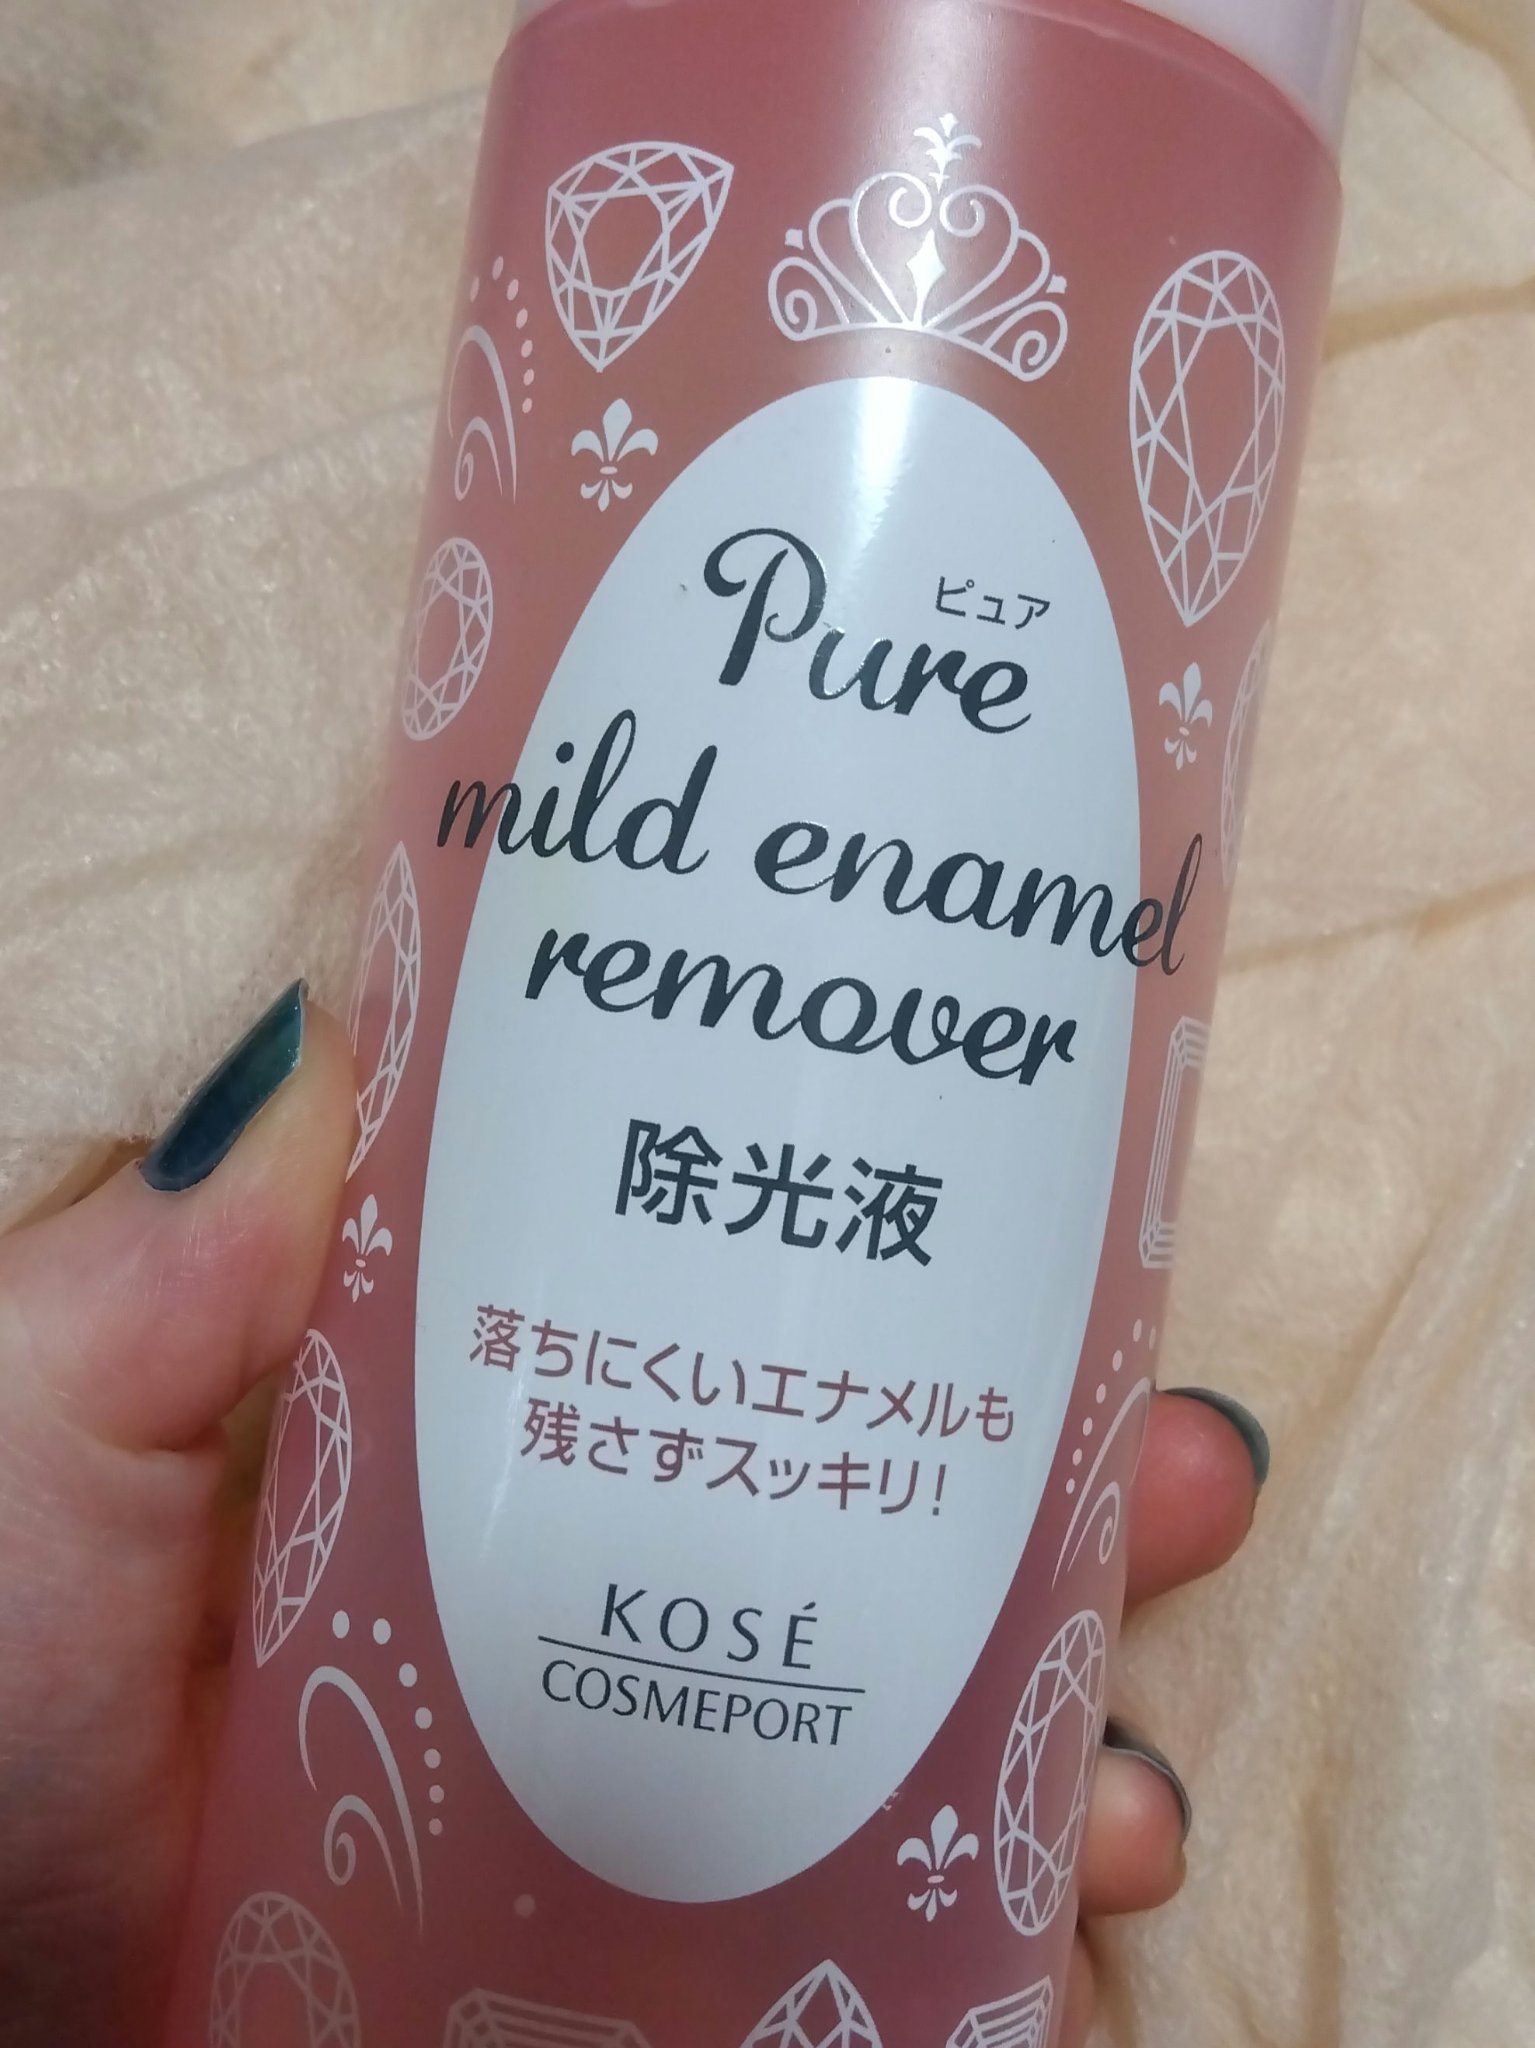 ピュア
Pure
mild enamel
remover
除光液
落ちにくいエナメルも
残さずスッキリ!
KOSÉ
COSMEPORT